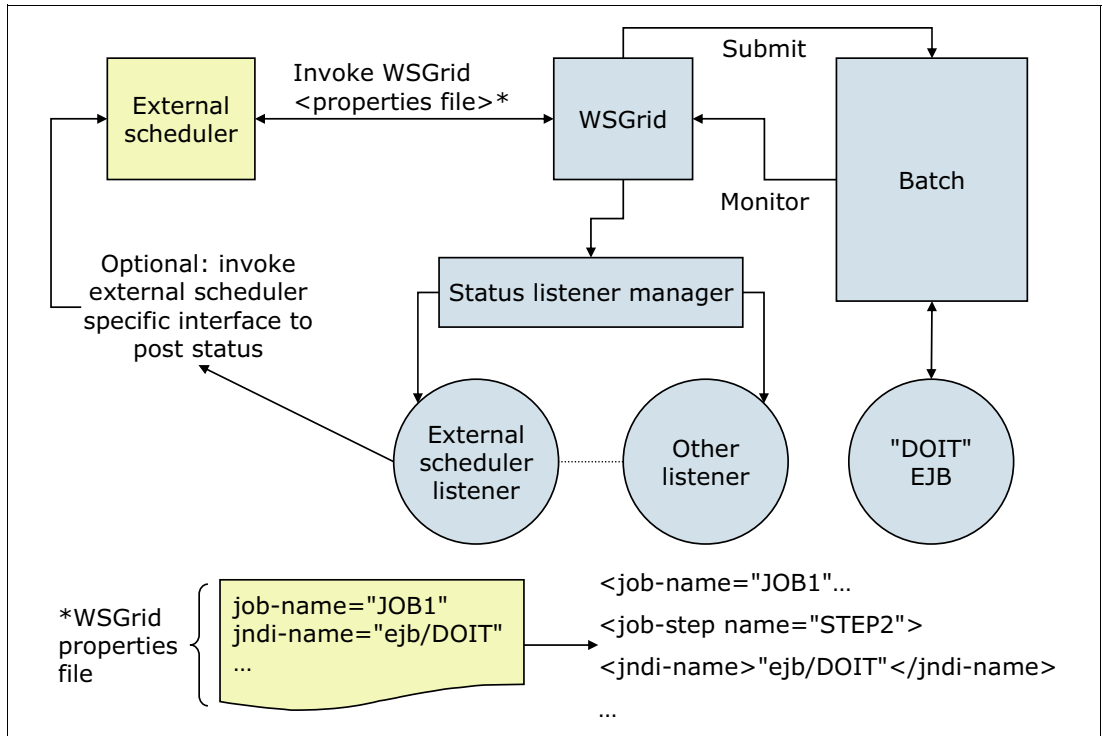 Submit
Invoke WSGrid
<properties file>*
External
scheduler
WSGrid
Batch
Monitor
Optional: invoke
external scheduler
specific interface to
post status
Status listener manager
External
scheduler
listener
Other
listener
"DOIT"
EJB
*WSGrid
properties
file
job-name="JOB1"
jndi-name="ejb/DOIT"
...
<job-name="JOB1"...
<job-step name="STEP2">
<jndi-name>"ejb/DOIT"</jndi-name>
...